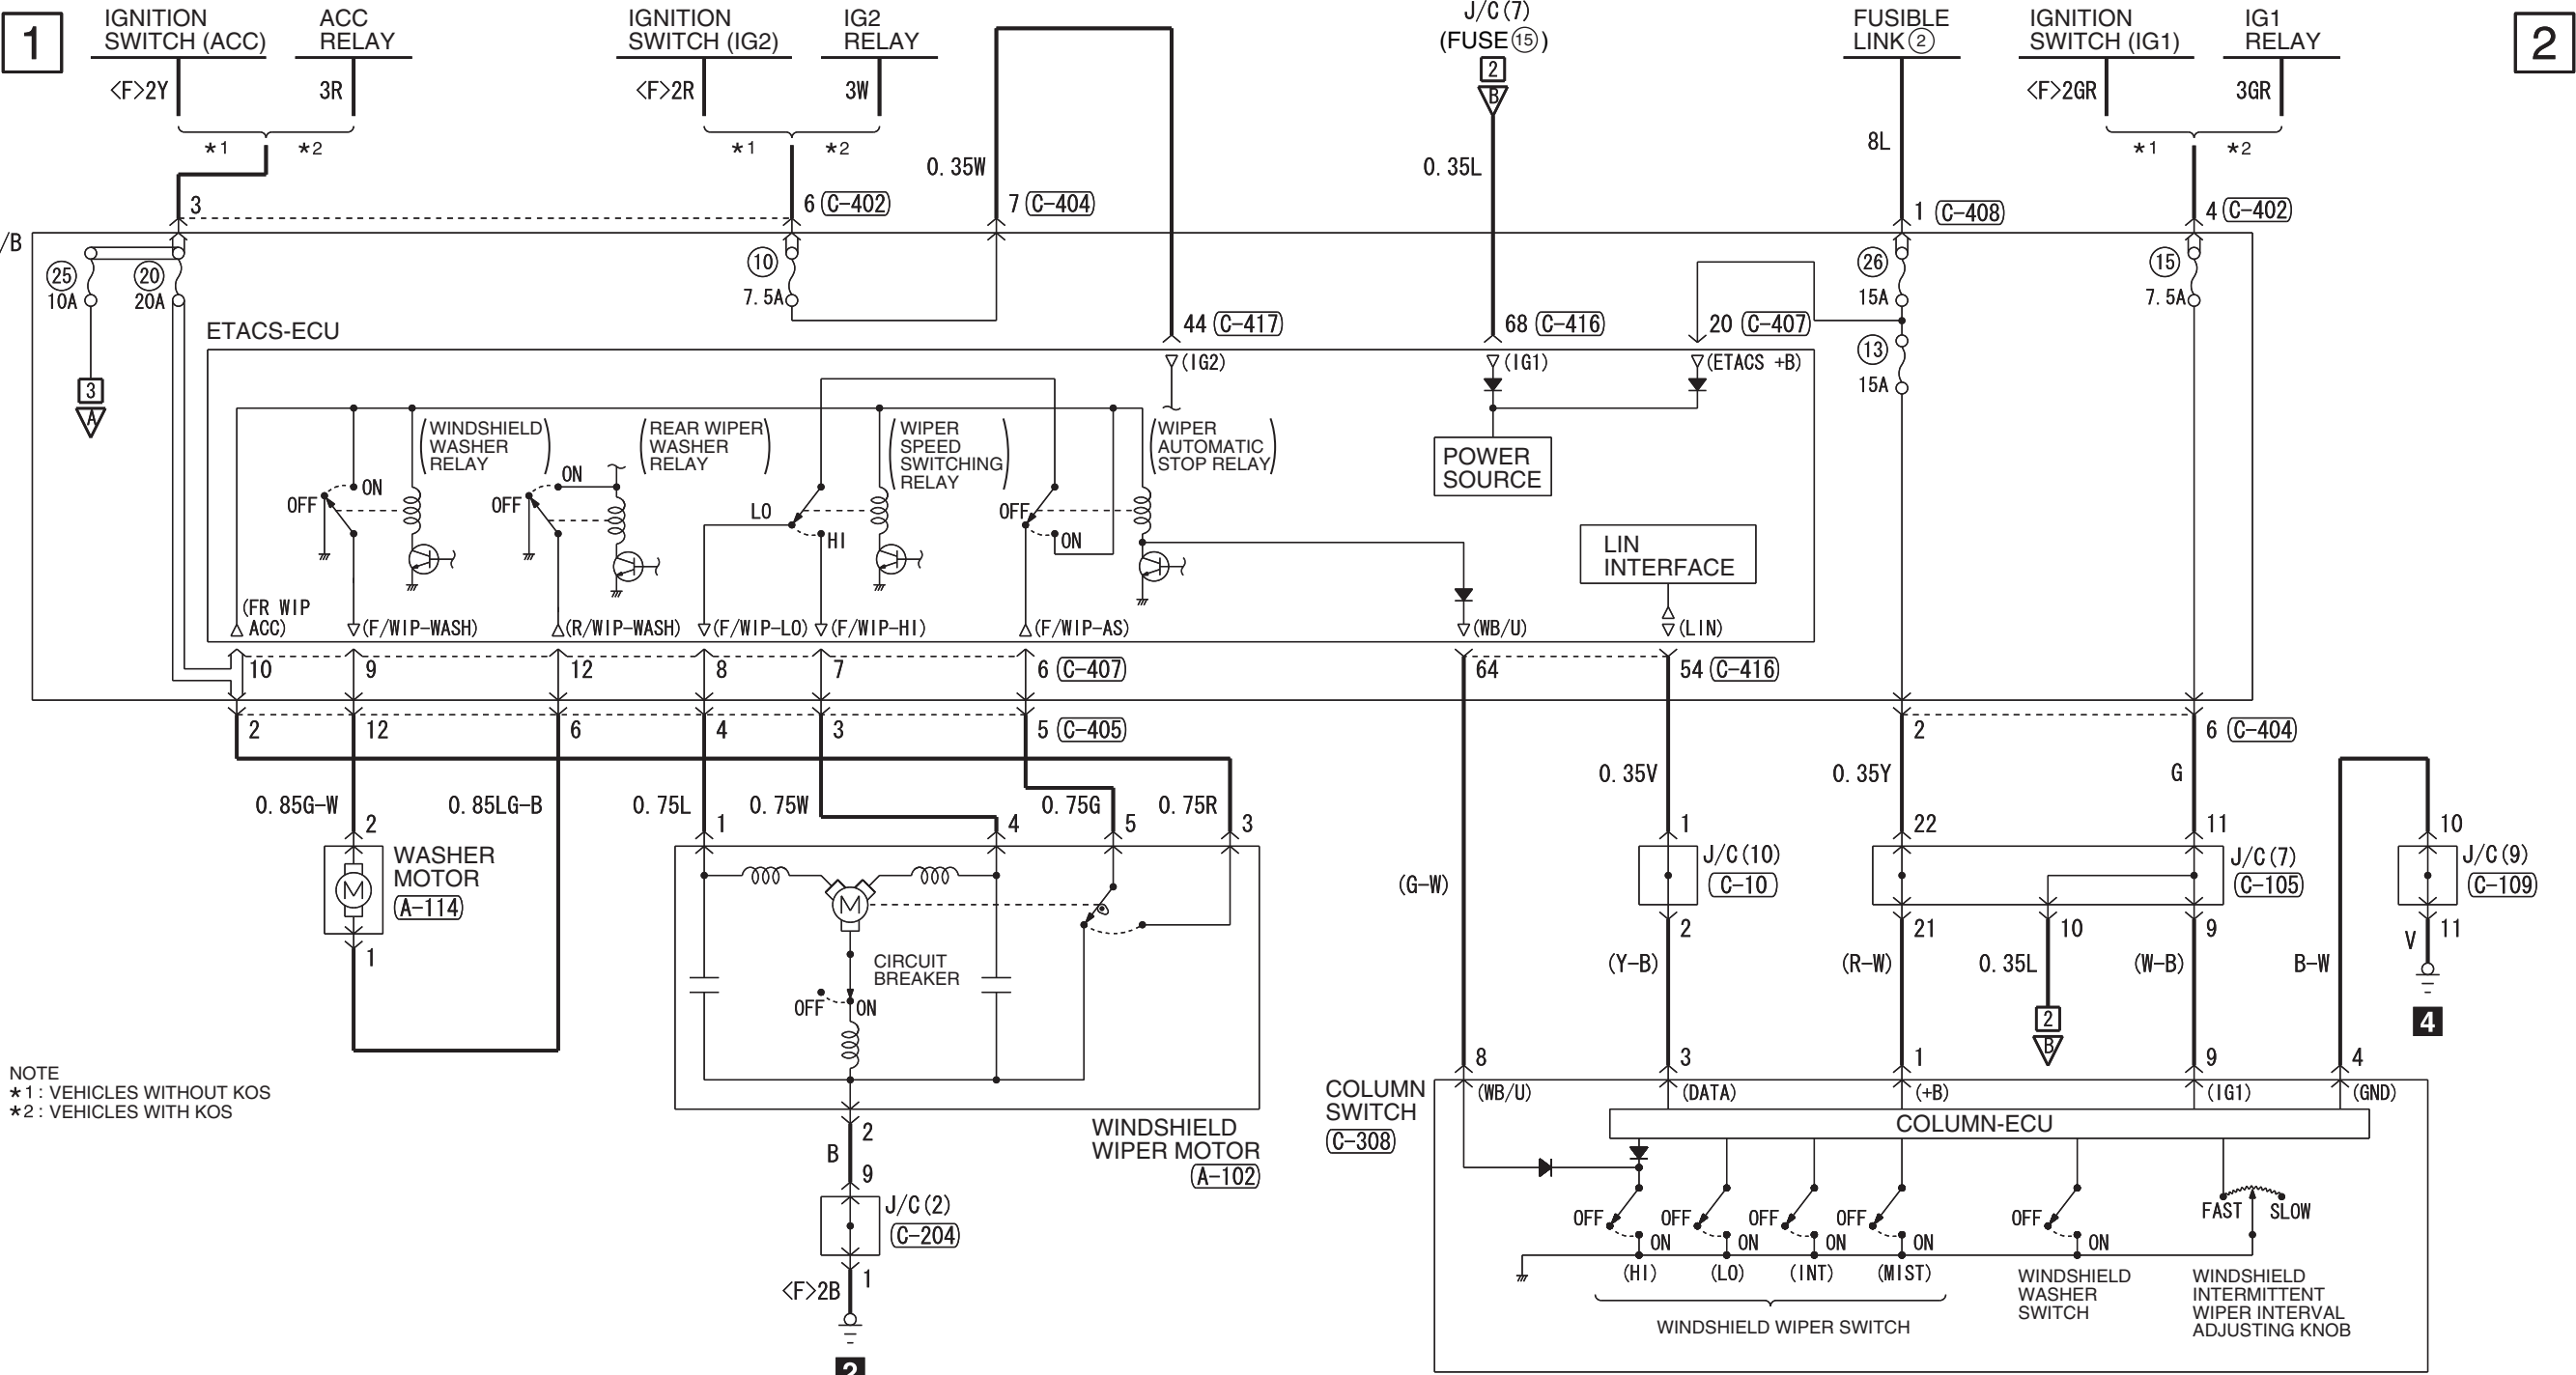 1
IGNITION
SWITCH (ACC)
ACC
RELAY
IGNITION
SWITCH (IG2)
IG2
RELAY
J/C(7)
(FUSE⑮)
FUSIBLE
LINK②
IGNITION
SWITCH (IG1)
IG1
RELAY
2
<F>2Y
3R
<F>2R
3W
2
B
<F>2GR
3GR
*1
*2
*1
*2
0.35W
0.35L
8L
*1
*2
3
6 (C-402)
7 (C-404)
1 (C-408)
4 (C-402)
/B
㉕
10A
⑳
20A
⑩
7.5A
㉖
15A
⑮
7.5A
ETACS-ECU
44 (C-417)
68 (C-416)
20 (C-407)
(IG2)
(IG1)
(ETACS +B)
⑬
15A
3
A
(WINDSHIELD
WASHER
RELAY)
(REAR WIPER
WASHER
RELAY)
(WIPER
SPEED
SWITCHING
RELAY)
(WIPER
AUTOMATIC
STOP RELAY)
POWER
SOURCE
OFF
ON
OFF
ON
LO
HI
OFF
ON
LIN
INTERFACE
(FR WIP
ACC)
(F/WIP-WASH)
(R/WIP-WASH)
(F/WIP-LO)
(F/WIP-HI)
(F/WIP-AS)
(WB/U)
(LIN)
10
9
12
8
7
6 (C-407)
64
54 (C-416)
2
12
6
4
3
5 (C-405)
2
6 (C-404)
0.85G-W
0.85LG-B
0.75L
0.75W
0.75G
0.75R
0.35V
0.35Y
G
2
1
4
5
3
1
22
11
10
WASHER
MOTOR
(A-114)
M
1
M
J/C(10)
(C-10)
J/C(7)
(C-105)
J/C(9)
(C-109)
(G-W)
2
21
10
9
11
V
CIRCUIT
BREAKER
OFF
ON
(Y-B)
(R-W)
0.35L
(W-B)
B-W
2
B
4
NOTE
*1 : VEHICLES WITHOUT KOS
*2 : VEHICLES WITH KOS
8
3
1
9
4
COLUMN
SWITCH
(C-308)
(WB/U)
(DATA)
(+B)
(IG1)
(GND)
COLUMN-ECU
WINDSHIELD
WIPER MOTOR
(A-102)
2
B
9
J/C(2)
(C-204)
1
<F>2B
2
OFF
ON
OFF
ON
OFF
ON
OFF
ON
OFF
ON
FAST
SLOW
(HI)
(LO)
(INT)
(MIST)
WINDSHIELD WIPER SWITCH
WINDSHIELD
WASHER
SWITCH
WINDSHIELD
INTERMITTENT
WIPER INTERVAL
ADJUSTING KNOB